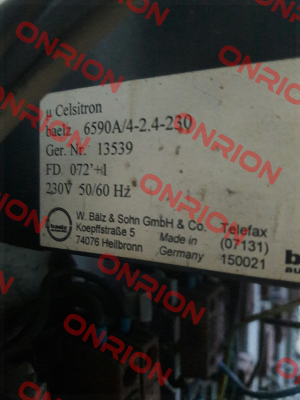 µ Celsitron
baelz 6590A/4-2.4-230
Ger. Nr. 13539
FD 072'+1
230V 50/60 Hz
baelz
W. Bälz & Sohn GmbH & Co.
Koepffstraße 5
74076 Heilbronn
Made in
Germany
Telefax
(07131)
150021
b
au
ONRION
ONRION
ONRION
ONRION
ONRION
ONRION
ONRION
ONRION